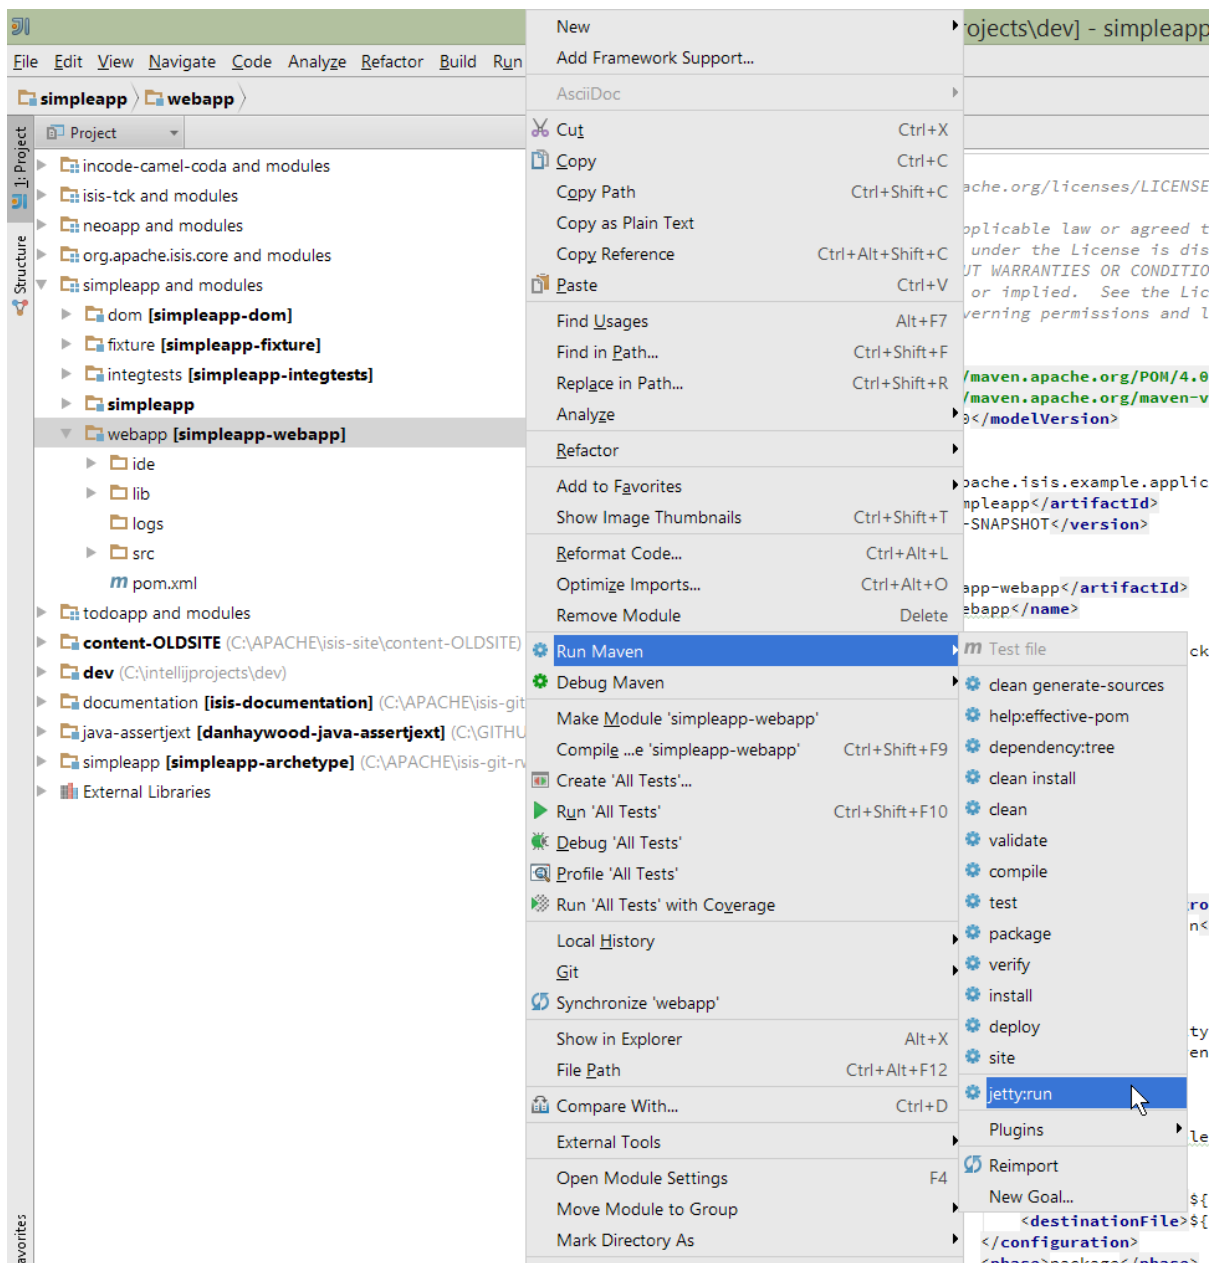 ojects\dev] - simpleapp
File Edit View Navigate Code Analyze Refactor Build Run
simpleapp webapp
Project
1: Project
Structure
avorites
incode-camel-coda and modules
isis-tck and modules
neoapp and modules
org.apache.isis.core and modules
simpleapp and modules
dom [simpleapp-dom]
fixture [simpleapp-fixture]
integtests [simpleapp-integtests]
simpleapp
webapp [simpleapp-webapp]
ide
lib
logs
src
pom.xml
todoapp and modules
content-OLDSITE (C:\APACHE\isis-site\content-OLDSITE)
dev (C:\intellijprojects\dev)
documentation [isis-documentation] (C:\APACHE\isis-git
java-assertjext [danhaywood-java-assertjext] (C:\GITHU
simpleapp [simpleapp-archetype] (C:\APACHE\isis-git-rv
External Libraries
New
Add Framework Support...
AsciiDoc
Cut Ctrl+X
Copy Ctrl+C
Copy Path Ctrl+Shift+C
Copy as Plain Text
Copy Reference Ctrl+Alt+Shift+C
Paste Ctrl+V
Find Usages Alt+F7
Find in Path... Ctrl+Shift+F
Replace in Path... Ctrl+Shift+R
Analyze
Refactor
Add to Favorites
Show Image Thumbnails Ctrl+Shift+T
Reformat Code... Ctrl+Alt+L
Optimize Imports... Ctrl+Alt+O
Remove Module Delete
Run Maven
Debug Maven
Make Module 'simpleapp-webapp'
Compile ...e 'simpleapp-webapp' Ctrl+Shift+F9
Create 'All Tests'...
Run 'All Tests' Ctrl+Shift+F10
Debug 'All Tests'
Profile 'All Tests'
Run 'All Tests' with Coverage
Local History
Git
Synchronize 'webapp'
Show in Explorer Alt+X
File Path Ctrl+Alt+F12
Compare With... Ctrl+D
External Tools
Open Module Settings F4
Move Module to Group
Mark Directory As
Test file
clean generate-sources
help:effective-pom
dependency:tree
clean install
clean
validate
compile
test
package
verify
install
deploy
site
jetty:run
Plugins
Reimport
New Goal...
ache.org/licenses/LICENSE
pplicable law or agreed t
under the License is dis
UT WARRANTIES OR CONDITIO
or implied. See the Lic
verning permissions and l
/maven.apache.org/POM/4.0
/maven.apache.org/maven-v
0</modelVersion>
pache.isis.example.applic
mpleapp</artifactId>
-SNAPSHOT</version>
app-webapp</artifactId>
ebapp</name>
ck
ro
n<
ty
en
le
${
<destinationFile>${
</configuration>
<phase>package</phase>